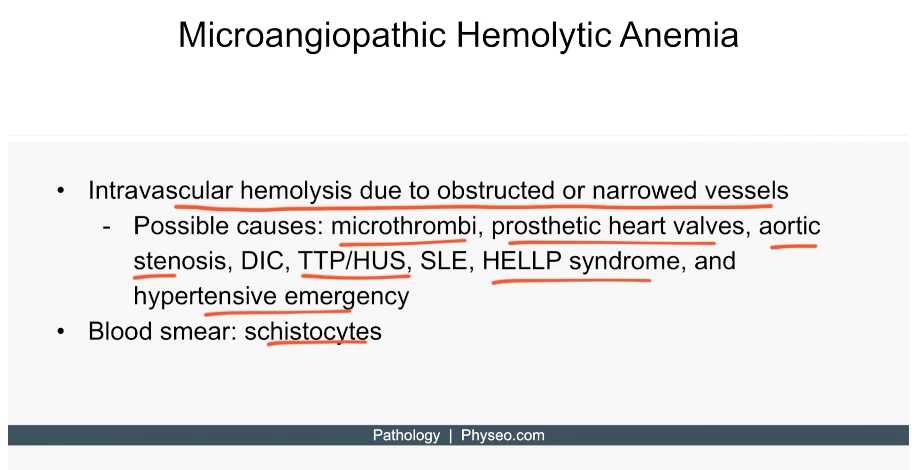 Microangiopathic Hemolytic Anemia
• Intravascular hemolysis due to obstructed or narrowed vessels
- Possible causes: microthrombi, prosthetic heart valves, aortic
stenosis, DIC, TTP/HUS, SLE, HELLP syndrome, and
hypertensive emergency
• Blood smear: schistocytes
Pathology | Physeo.com